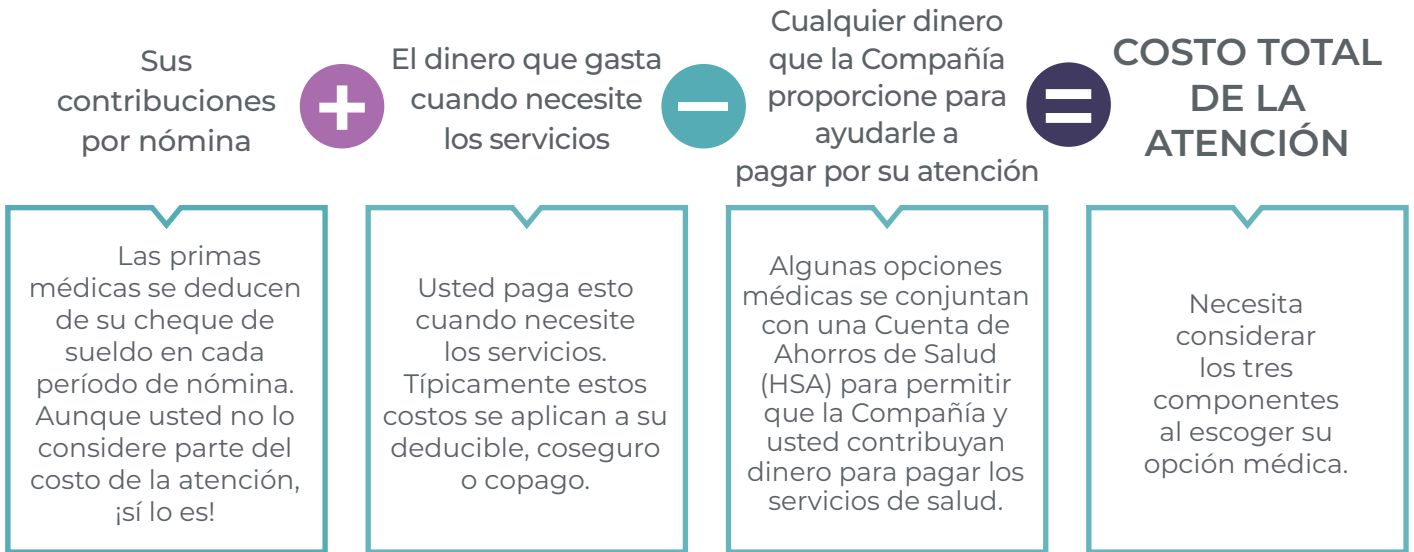 Sus
contribuciones
por nómina
+
El dinero que gasta
cuando necesite
los servicios
−
Cualquier dinero
que la Compañía
proporcione para
ayudarle a
pagar por su atención
=
COSTO TOTAL
DE LA
ATENCIÓN
Las primas
médicas se deducen
de su cheque de
sueldo en cada
período de nómina.
Aunque usted no lo
considere parte del
costo de la atención,
¡sí lo es!
Usted paga esto
cuando necesite
los servicios.
Típicamente estos
costos se aplican a su
deducible, coseguro
o copago.
Algunas opciones
médicas se conjuntan
con una Cuenta de
Ahorros de Salud
(HSA) para permitir
que la Compañía y
usted contribuyan
dinero para pagar los
servicios de salud.
Necesita
considerar
los tres
componentes
al escoger su
opción médica.